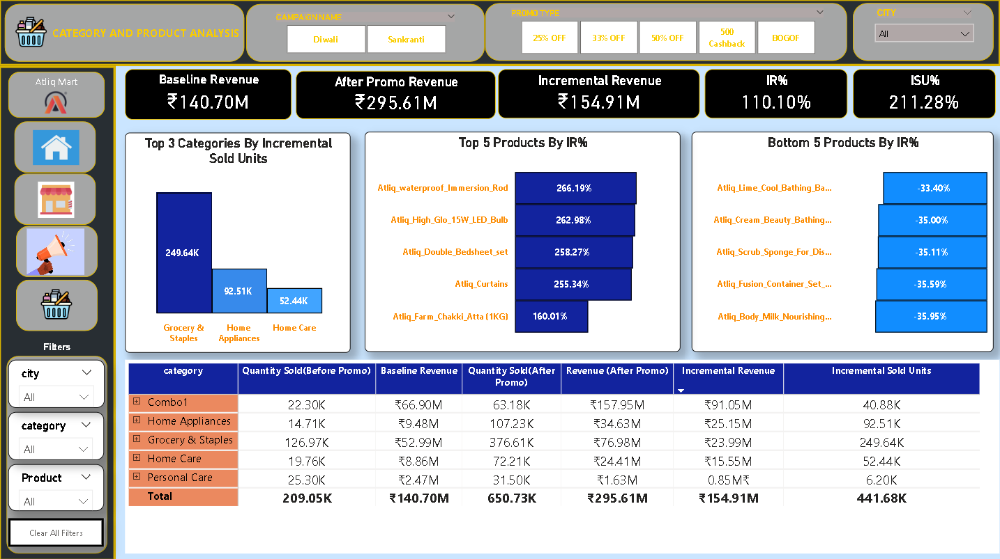 CATEGORY AND PRODUCT ANALYSIS
CAMPAIGN NAME
Diwali
Sankranti
PROMO TYPE
25% OFF
33% OFF
50% OFF
500
Cashback
BOGOF
CITY
All
Atliq Mart
Baseline Revenue
₹140.70M
After Promo Revenue
₹295.61M
Incremental Revenue
₹154.91M
IR%
110.10%
ISU%
211.28%
Top 3 Categories By Incremental
Sold Units
249.64K
92.51K
52.44K
Grocery &
Staples
Home
Appliances
Home Care
Top 5 Products By IR%
Atliq_waterproof_Immersion_Rod 266.19%
Atliq_High_Glo_15W_LED_Bulb 262.98%
Atliq_Double_Bedsheet_set 258.27%
Atliq_Curtains 255.34%
Atliq_Farm_Chakki_Atta (1KG) 160.01%
Bottom 5 Products By IR%
Atliq_Lime_Cool_Bathing_Ba... -33.40%
Atliq_Cream_Beauty_Bathing... -35.00%
Atliq_Scrub_Sponge_For_Dis... -35.11%
Atliq_Fusion_Container_Set_... -35.59%
Atliq_Body_Milk_Nourishing... -35.95%
Filters
city
All
category
All
Product
All
Clear All Filters
category Quantity Sold(Before Promo) Baseline Revenue Quantity Sold(After Promo) Revenue (After Promo) Incremental Revenue Incremental Sold Units
Combo1 22.30K ₹66.90M 63.18K ₹157.95M ₹91.05M 40.88K
Home Appliances 14.71K ₹9.48M 107.23K ₹34.63M ₹25.15M 92.51K
Grocery & Staples 126.97K ₹52.99M 376.61K ₹76.98M ₹23.99M 249.64K
Home Care 19.76K ₹8.86M 72.21K ₹24.41M ₹15.55M 52.44K
Personal Care 25.30K ₹2.47M 31.50K ₹1.63M 0.85M₹ 6.20K
Total 209.05K ₹140.70M 650.73K ₹295.61M ₹154.91M 441.68K